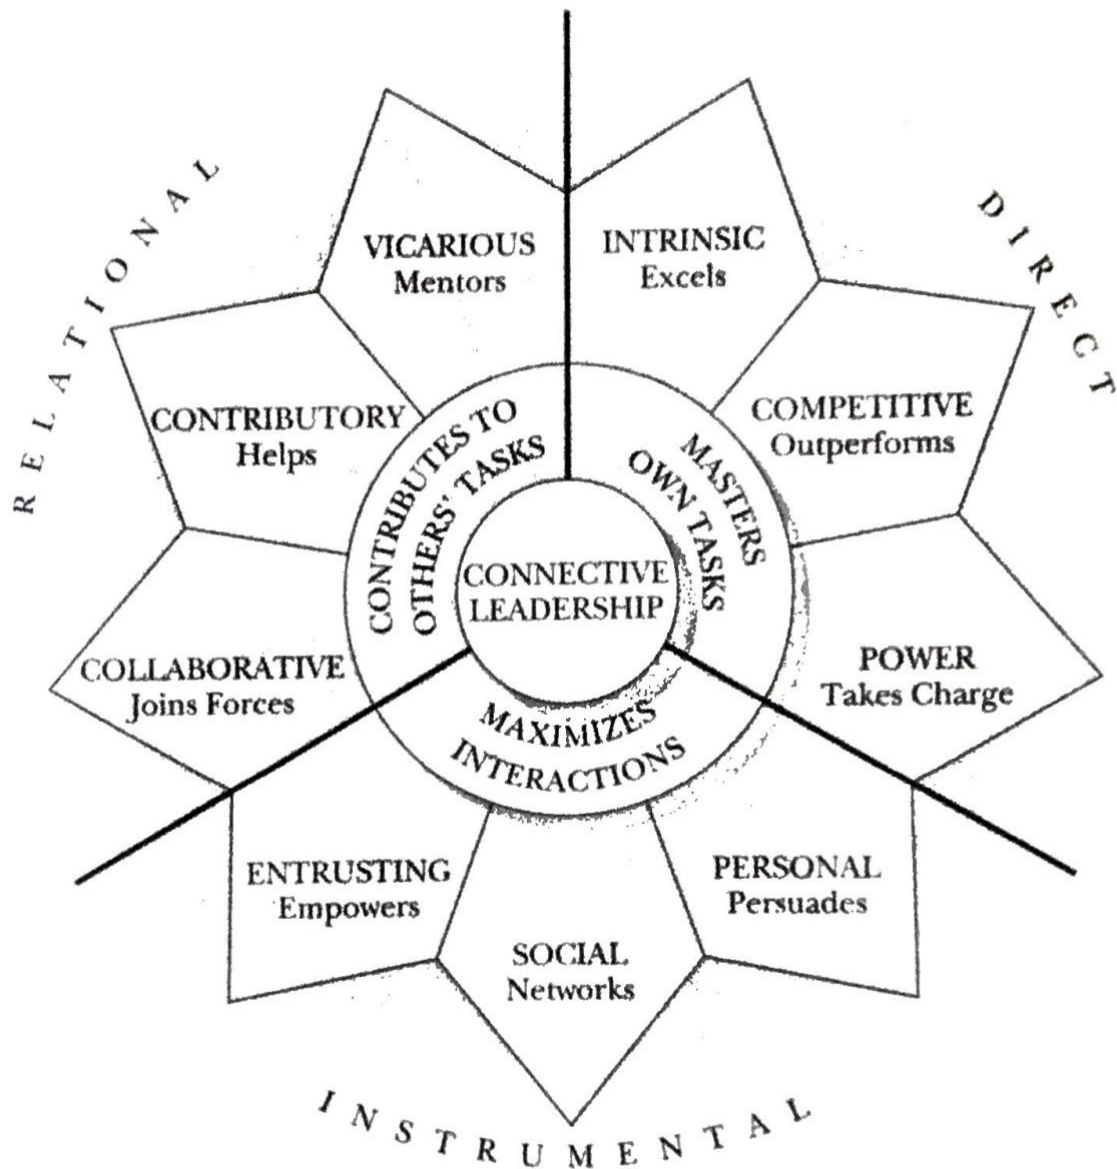 RELATIONAL
DIRECT
INSTRUMENTAL
VICARIOUS
Mentors
INTRINSIC
Excels
CONTRIBUTORY
Helps
COMPETITIVE
Outperforms
COLLABORATIVE
Joins Forces
POWER
Takes Charge
ENTRUSTING
Empowers
SOCIAL
Networks
PERSONAL
Persuades
CONTRIBUTES TO
OTHERS' TASKS
MASTERS
OWN TASKS
MAXIMIZES
INTERACTIONS
CONNECTIVE
LEADERSHIP